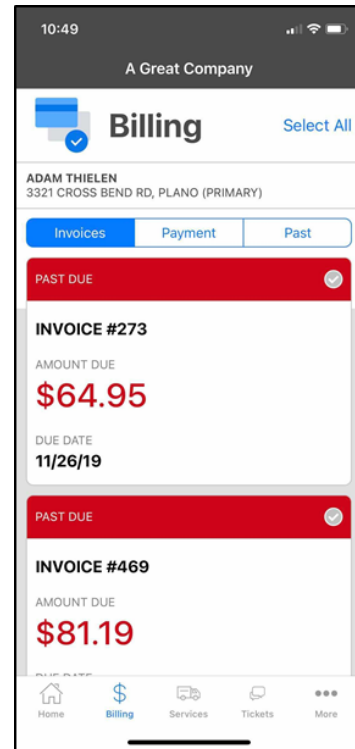 10:49
A Great Company
Billing
Select All
ADAM THIELEN
3321 CROSS BEND RD, PLANO (PRIMARY)
Invoices Payment Past
PAST DUE
INVOICE #273
AMOUNT DUE
$64.95
DUE DATE
11/26/19
PAST DUE
INVOICE #469
AMOUNT DUE
$81.19
DUE DATE
Home Billing Services Tickets More